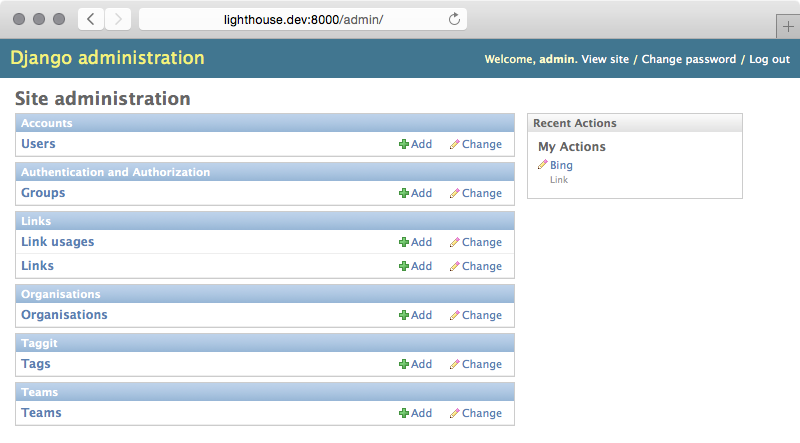 lighthouse.dev:8000/admin/
Django administration
Welcome, admin. View site / Change password / Log out
Site administration
Accounts
Users Add Change
Authentication and Authorization
Groups Add Change
Links
Link usages Add Change
Links Add Change
Organisations
Organisations Add Change
Taggit
Tags Add Change
Teams
Teams Add Change
Recent Actions
My Actions
Bing
Link